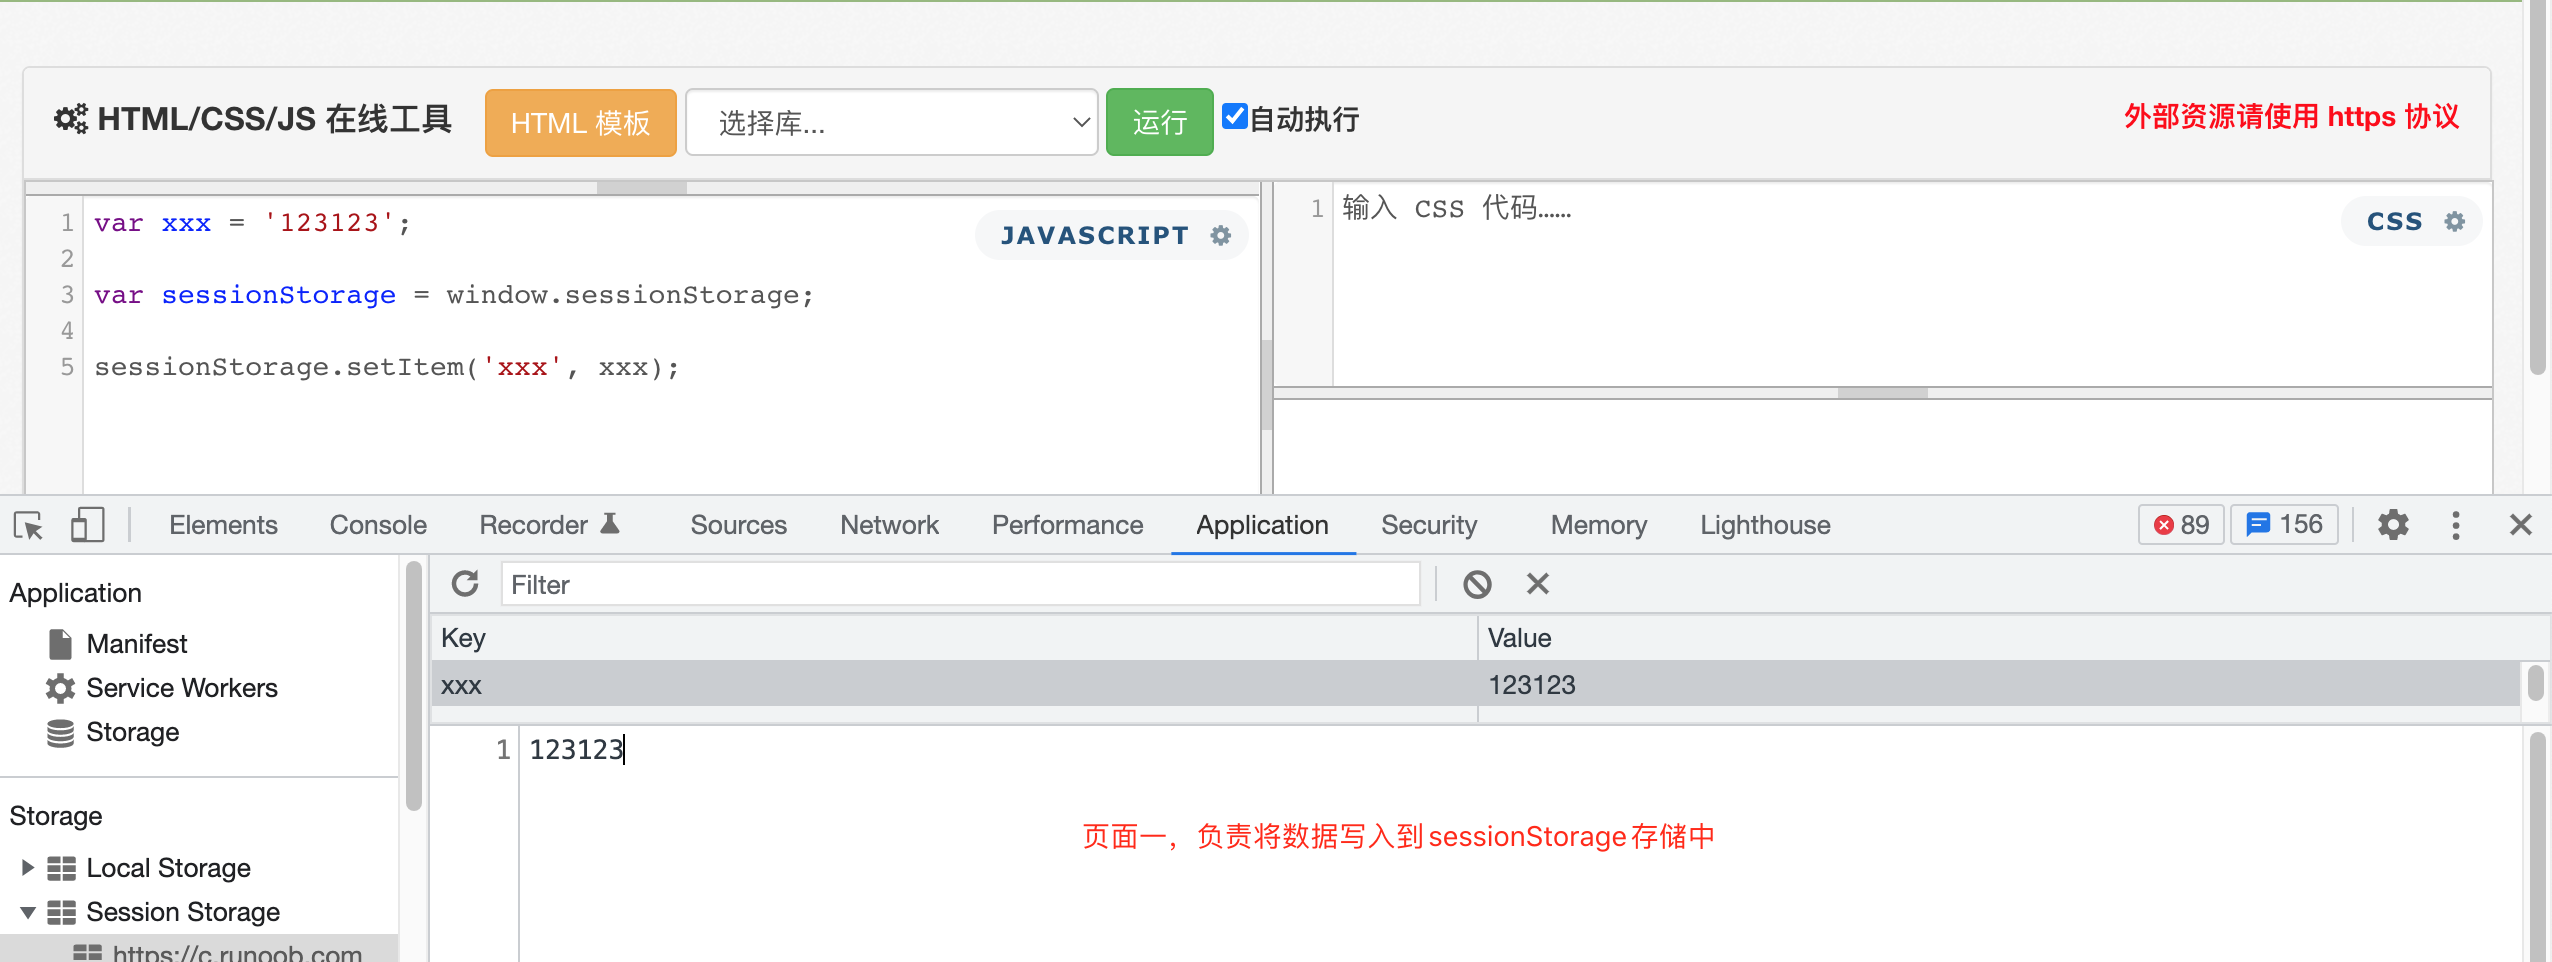 HTML/CSS/JS 在线工具 HTML 模板 选择库... 运行 自动执行 外部资源请使用 https 协议
1 var xxx = '123123';
2
3 var sessionStorage = window.sessionStorage;
4
5 sessionStorage.setItem('xxx', xxx);
JAVASCRIPT
1 输入 CSS 代码......
CSS
Elements Console Recorder Sources Network Performance Application Security Memory Lighthouse 89 156
Application
Manifest
Service Workers
Storage
Storage
Local Storage
Session Storage
https://c.runoob.com
Filter
Key Value
xxx 123123
1 123123
页面一，负责将数据写入到sessionStorage存储中